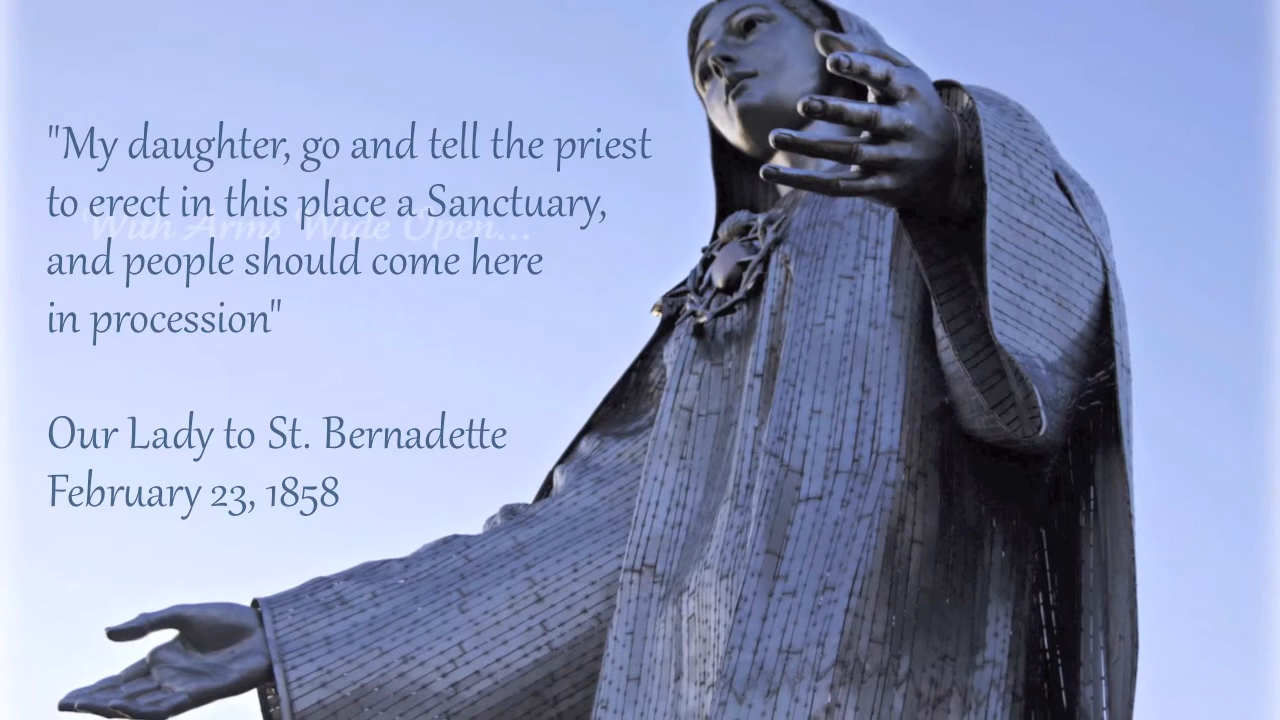 "My daughter, go and tell the priest
to erect in this place a Sanctuary,
With Arms Wide Open...
and people should come here
in procession"
Our Lady to St. Bernadette
February 23, 1858